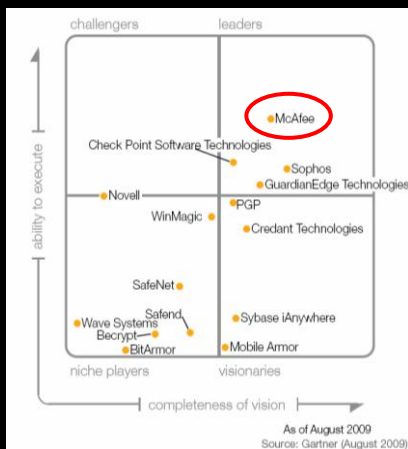 challengers
leaders
McAfee
Check Point Software Technologies
Sophos
GuardianEdge Technologies
Novell
PGP
WinMagic
Credant Technologies
SafeNet
Safend
Sybase iAnywhere
Wave Systems
Becrypt
BitArmor
Mobile Armor
niche players
visionaries
ability to execute
completeness of vision
As of August 2009
Source: Gartner (August 2009)